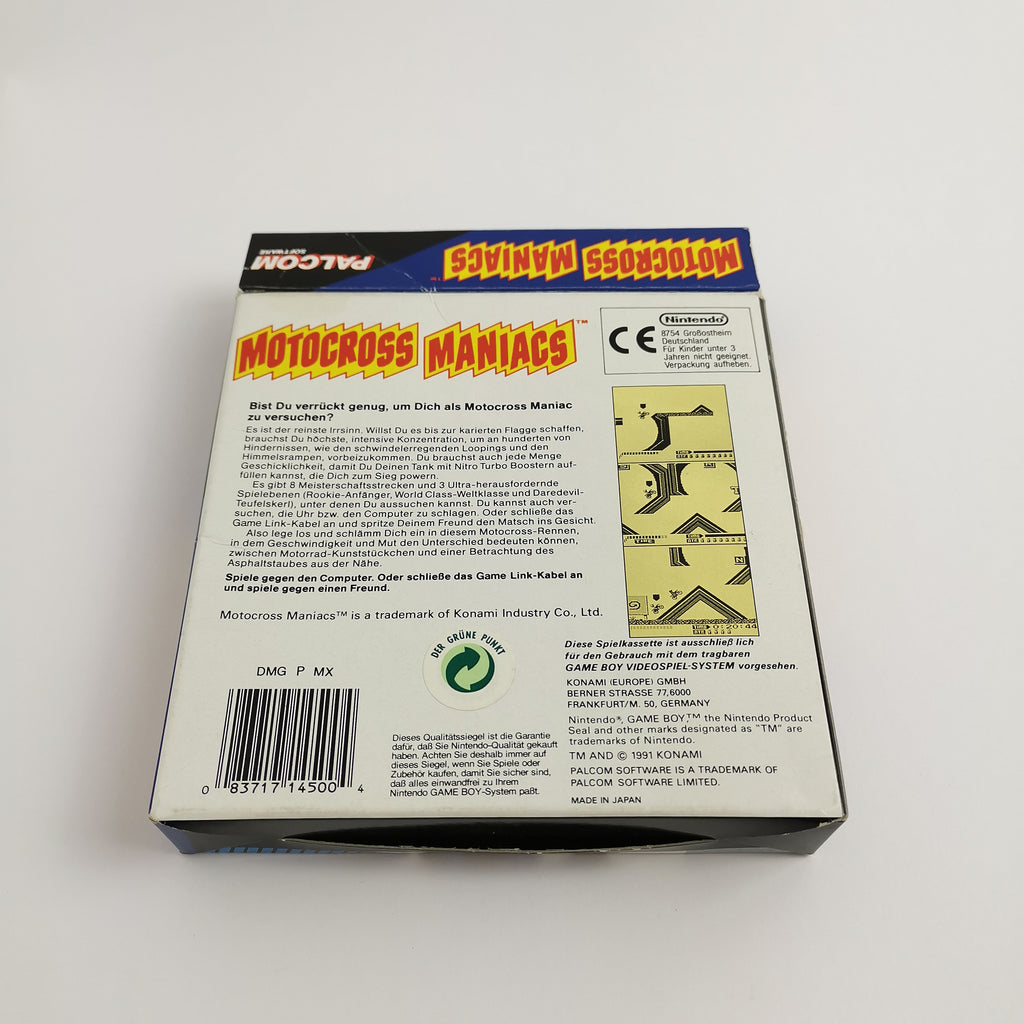 MOTOCROSS MANIACS™
PALCOM
SOFTWARE
MOTOCROSS MANIACS™
Nintendo
CE
8754 Großostheim
Deutschland
Für Kinder unter 3
Jahren nicht geeignet.
Verpackung aufheben.
Bist Du verrückt genug, um Dich als Motocross Maniac
zu versuchen?
Es ist der reinste Irrsinn. Willst Du es bis zur karierten Flagge schaffen,
brauchst Du höchste, intensive Konzentration, um an hunderten von
Hindernissen, wie den schwindelerregenden Loopings und den
Himmelsrampen, vorbeizukommen. Du brauchst auch jede Menge
Geschicklichkeit, damit Du Deinen Tank mit Nitro Turbo Boostern auf-
füllen kannst, die Dich zum Sieg powern.
Es gibt 8 Meisterschaftsstrecken und 3 Ultra-herausfordernde
Spielebenen (Rookie-Anfänger, World Class-Weltklasse und Daredevil-
Teufelskerl), unter denen Du aussuchen kannst. Du kannst auch ver-
suchen, die Uhr bzw. den Computer zu schlagen. Oder schließe das
Game Link-Kabel an und spritze Deinem Freund den Matsch ins Gesicht.
Also lege los und schlämm Dich ein in diesem Motocross-Rennen,
in dem Geschwindigkeit und Mut den Unterschied bedeuten können,
zwischen Motorrad-Kunststückchen und einer Betrachtung des
Asphaltstaubes aus der Nähe.
Spiele gegen den Computer. Oder schließe das Game Link-Kabel an
und spiele gegen einen Freund.
Motocross Maniacs™ is a trademark of Konami Industry Co., Ltd.
TIME 0:20:44
DER GRÜNE PUNKT
DMG P MX
0 83717 14500 4
Dieses Qualitätssiegel ist die Garantie
dafür, daß Sie Nintendo-Qualität gekauft
haben. Achten Sie deshalb immer auf
dieses Siegel, wenn Sie Spiele oder
Zubehör kaufen, damit Sie sicher sind,
daß alles einwandfrei zu Ihrem
Nintendo GAME BOY-System paßt.
Diese Spielkassette ist ausschließ lich
für den Gebrauch mit dem tragbaren
GAME BOY VIDEOSPIEL-SYSTEM vorgesehen.
KONAMI (EUROPE) GMBH
BERNER STRASSE 77,6000
FRANKFURT/M. 50, GERMANY
Nintendo®, GAME BOY,™ the Nintendo Product
Seal and other marks designated as "TM" are
trademarks of Nintendo.
TM AND © 1991 KONAMI
PALCOM SOFTWARE IS A TRADEMARK OF
PALCOM SOFTWARE LIMITED.
MADE IN JAPAN